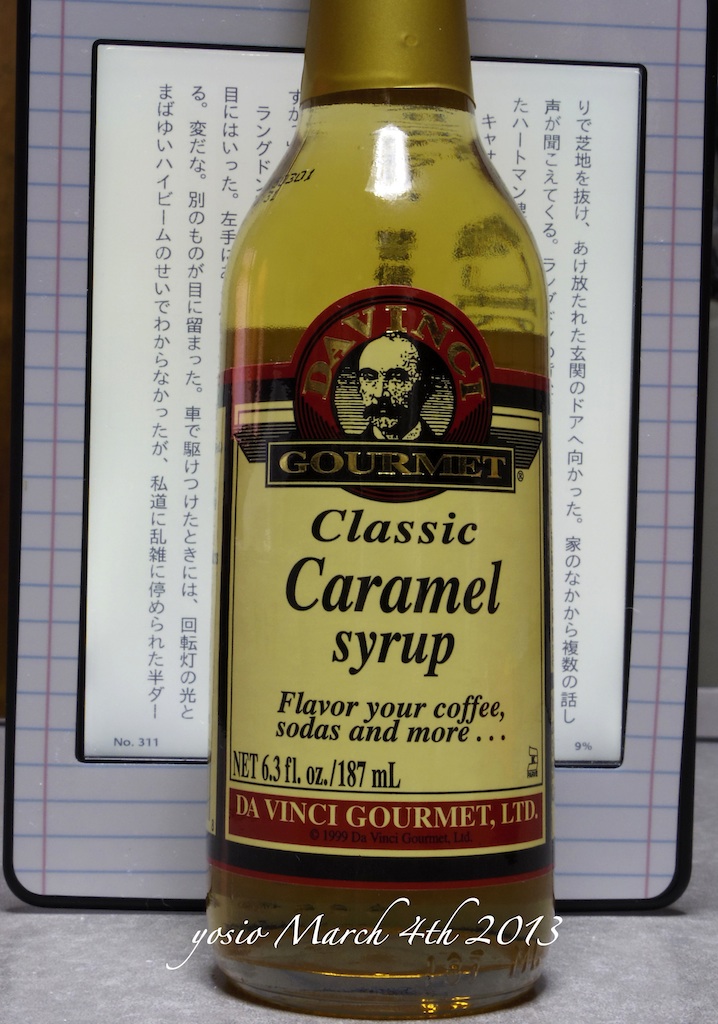 りで芝地を抜け、あけ放たれた玄関のドアへ向かった。家のなかから複数の話し
声が聞こえてくる。
たハートマン
キャ
ラングドン
目にはいった。左手に
る。変だな。別のものが目に留まった。車で駆けつけたときには、回転灯の光と
まばゆいハイビームのせいでわからなかったが、私道に乱雑に停められた半ダー
No. 311
9%
DAVINCI
GOURMET®
Classic
Caramel
syrup
Flavor your coffee,
sodas and more . . .
NET 6.3 fl. oz./187 mL
DA VINCI GOURMET, LTD.
© 1999 Da Vinci Gourmet, Ltd.
yosio March 4th 2013